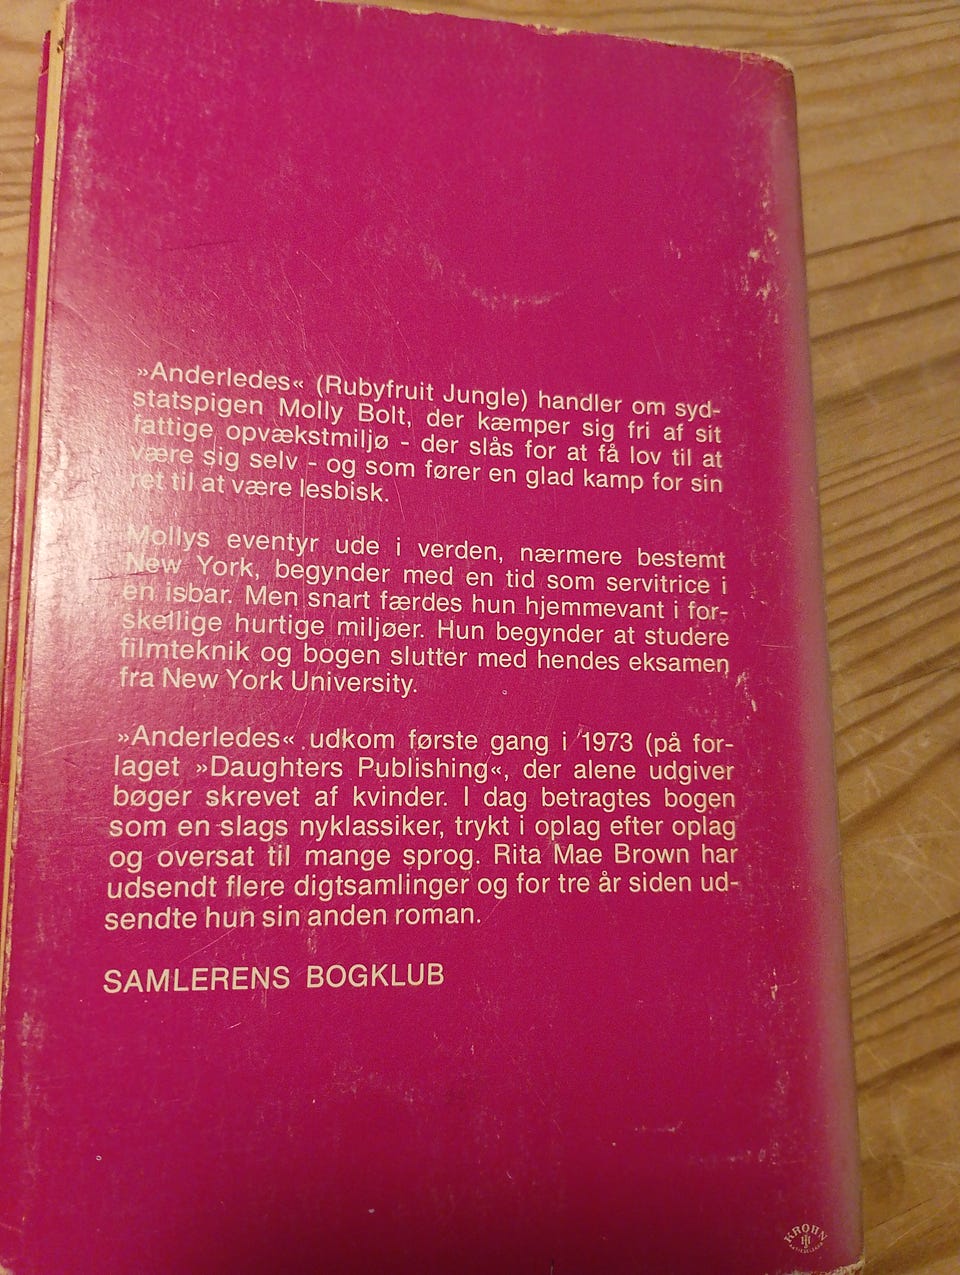 »Anderledes« (Rubyfruit Jungle) handler om syd-
statspigen Molly Bolt, der kæmper sig fri af sit
fattige opvækstmiljø - der slås for at få lov til at
være sig selv - og som fører en glad kamp for sin
ret til at være lesbisk.
Mollys eventyr ude i verden, nærmere bestemt
New York, begynder med en tid som servitrice i
en isbar. Men snart færdes hun hjemmevant i for-
skellige hurtige miljøer. Hun begynder at studere
filmteknik og bogen slutter med hendes eksamen
fra New York University.
»Anderledes« udkom første gang i 1973 (på for-
laget »Daughters Publishing«, der alene udgiver
bøger skrevet af kvinder. I dag betragtes bogen
som en slags nyklassiker, trykt i oplag efter oplag
og oversat til mange sprog. Rita Mae Brown har
udsendt flere digtsamlinger og for tre år siden ud-
sendte hun sin anden roman.
SAMLERENS BOGKLUB
KROHN